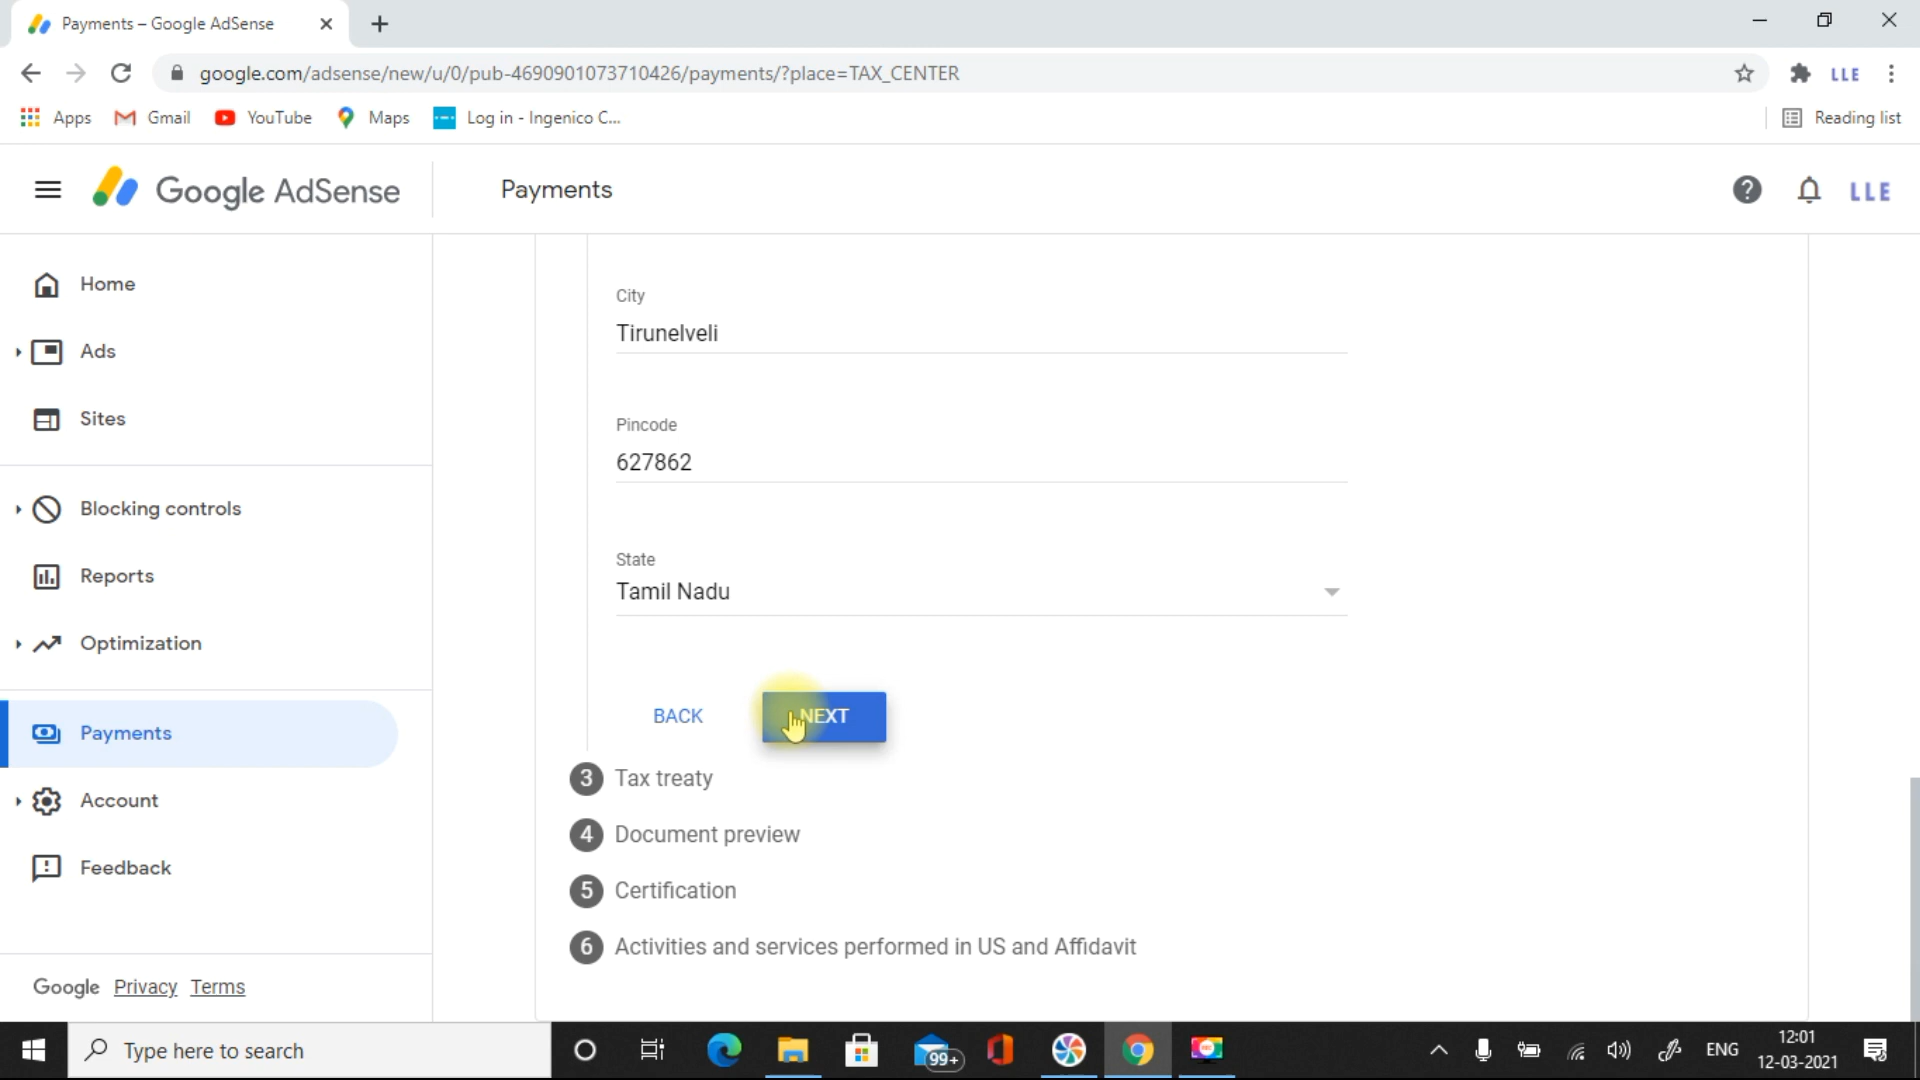 Payments – Google AdSense
google.com/adsense/new/u/0/pub-4690901073710426/payments/?place=TAX_CENTER
LLE
Apps
Gmail
YouTube
Maps
Log in - Ingenico C...
Reading list
Google AdSense
Payments
LLE
Home
Ads
Sites
Blocking controls
Reports
Optimization
Payments
Account
Feedback
Google Privacy Terms
City
Tirunelveli
Pincode
627862
State
Tamil Nadu
BACK
NEXT
3 Tax treaty
4 Document preview
5 Certification
6 Activities and services performed in US and Affidavit
Type here to search
99+
ENG
12:01
12-03-2021